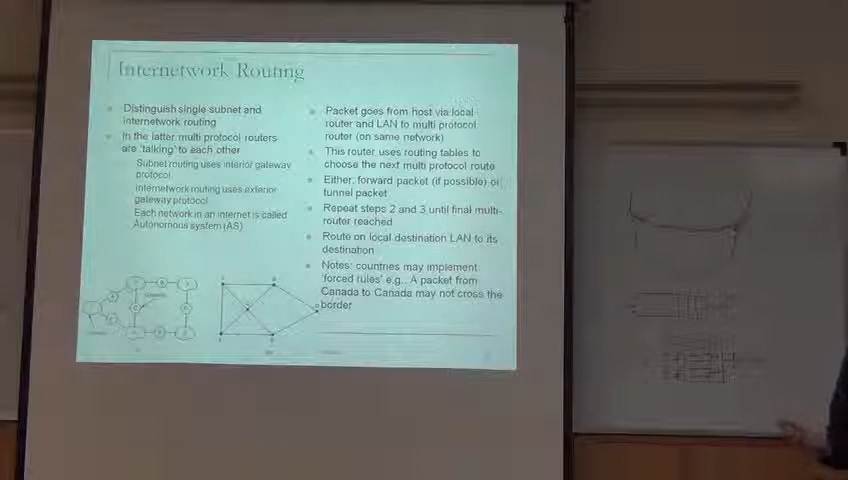 Internetwork Routing
Distinguish single subnet and
internetwork routing
In the latter multi protocol routers
are 'talking' to each other
Subnet routing uses interior gateway
protocol
Internetwork routing uses exterior
gateway protocol
Each network in an internet is called
Autonomous system (AS)
Packet goes from host via local
router and LAN to multi protocol
router (on same network)
This router uses routing tables to
choose the next multi protocol route
Either, forward packet (if possible) or
tunnel packet
Repeat steps 2 and 3 until final multi-
router reached
Route on local destination LAN to its
destination
Notes: countries may implement
'forced rules' e.g.. A packet from
Canada to Canada may not cross the
border